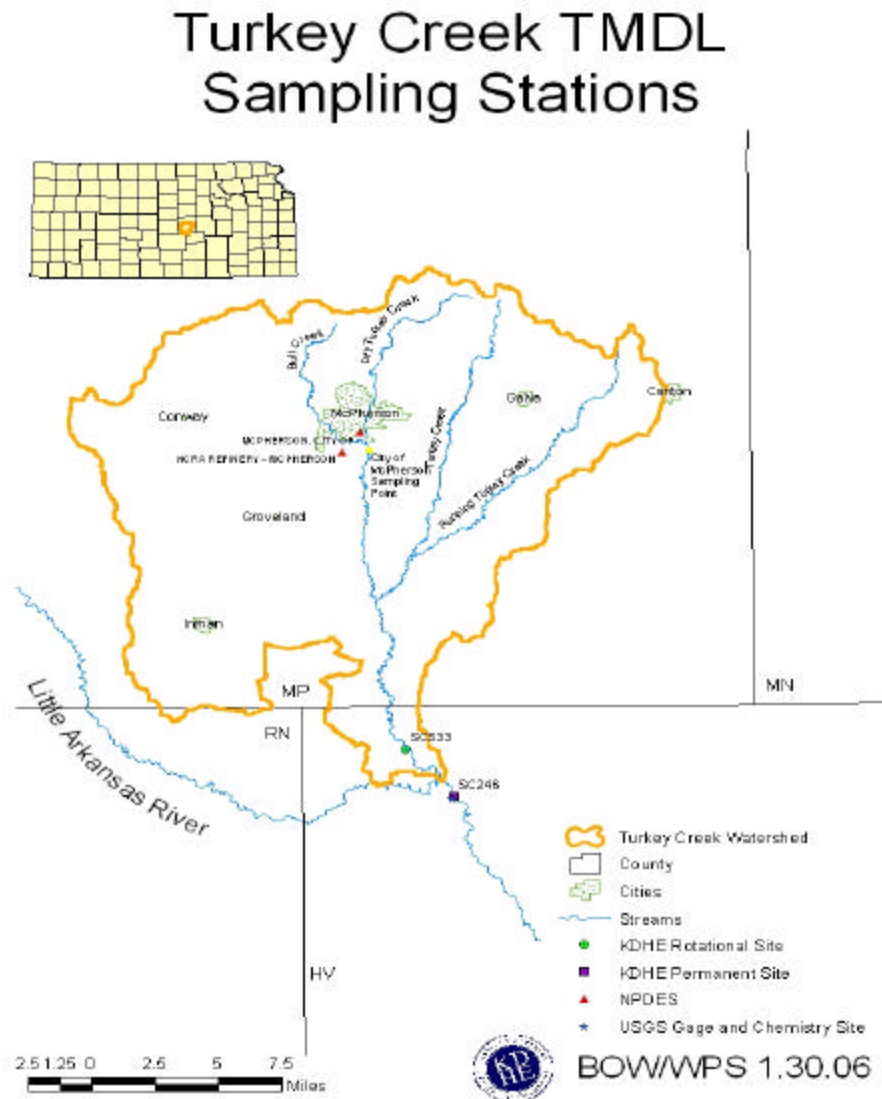 Turkey Creek TMDL
Sampling Stations
Bull Creek
Dry Turkey Creek
Conway
McPherson
Galva
Canton
MCPHERSON, CITY OF
NCRA REFINERY - MCPHERSON
City of
McPherson
Sampling
Point
Turkey Creek
Running Turkey Creek
Groveland
Inman
MP
MN
RN
Little Arkansas River
SC533
SC246
HV
Turkey Creek Watershed
County
Cities
Streams
KDHE Rotational Site
KDHE Permanent Site
NPDES
USGS Gage and Chemistry Site
2.5 1.25 0 2.5 5 7.5
Miles
KDHE
BOW/WPS 1.30.06